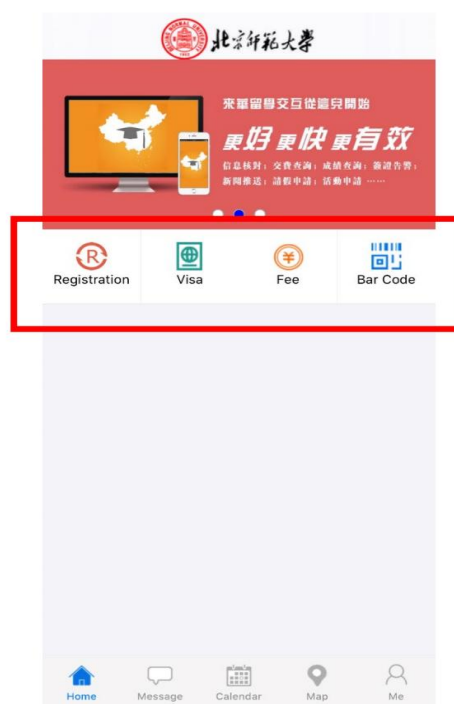 北京师范大学
來華留學交互從這兒開始
更好更快更有效
信息核對；交費查詢；成績查詢；簽證告警；
新聞推送；請假申請；活動申請 ……
Registration
Visa
Fee
Bar Code
Home
Message
Calendar
Map
Me